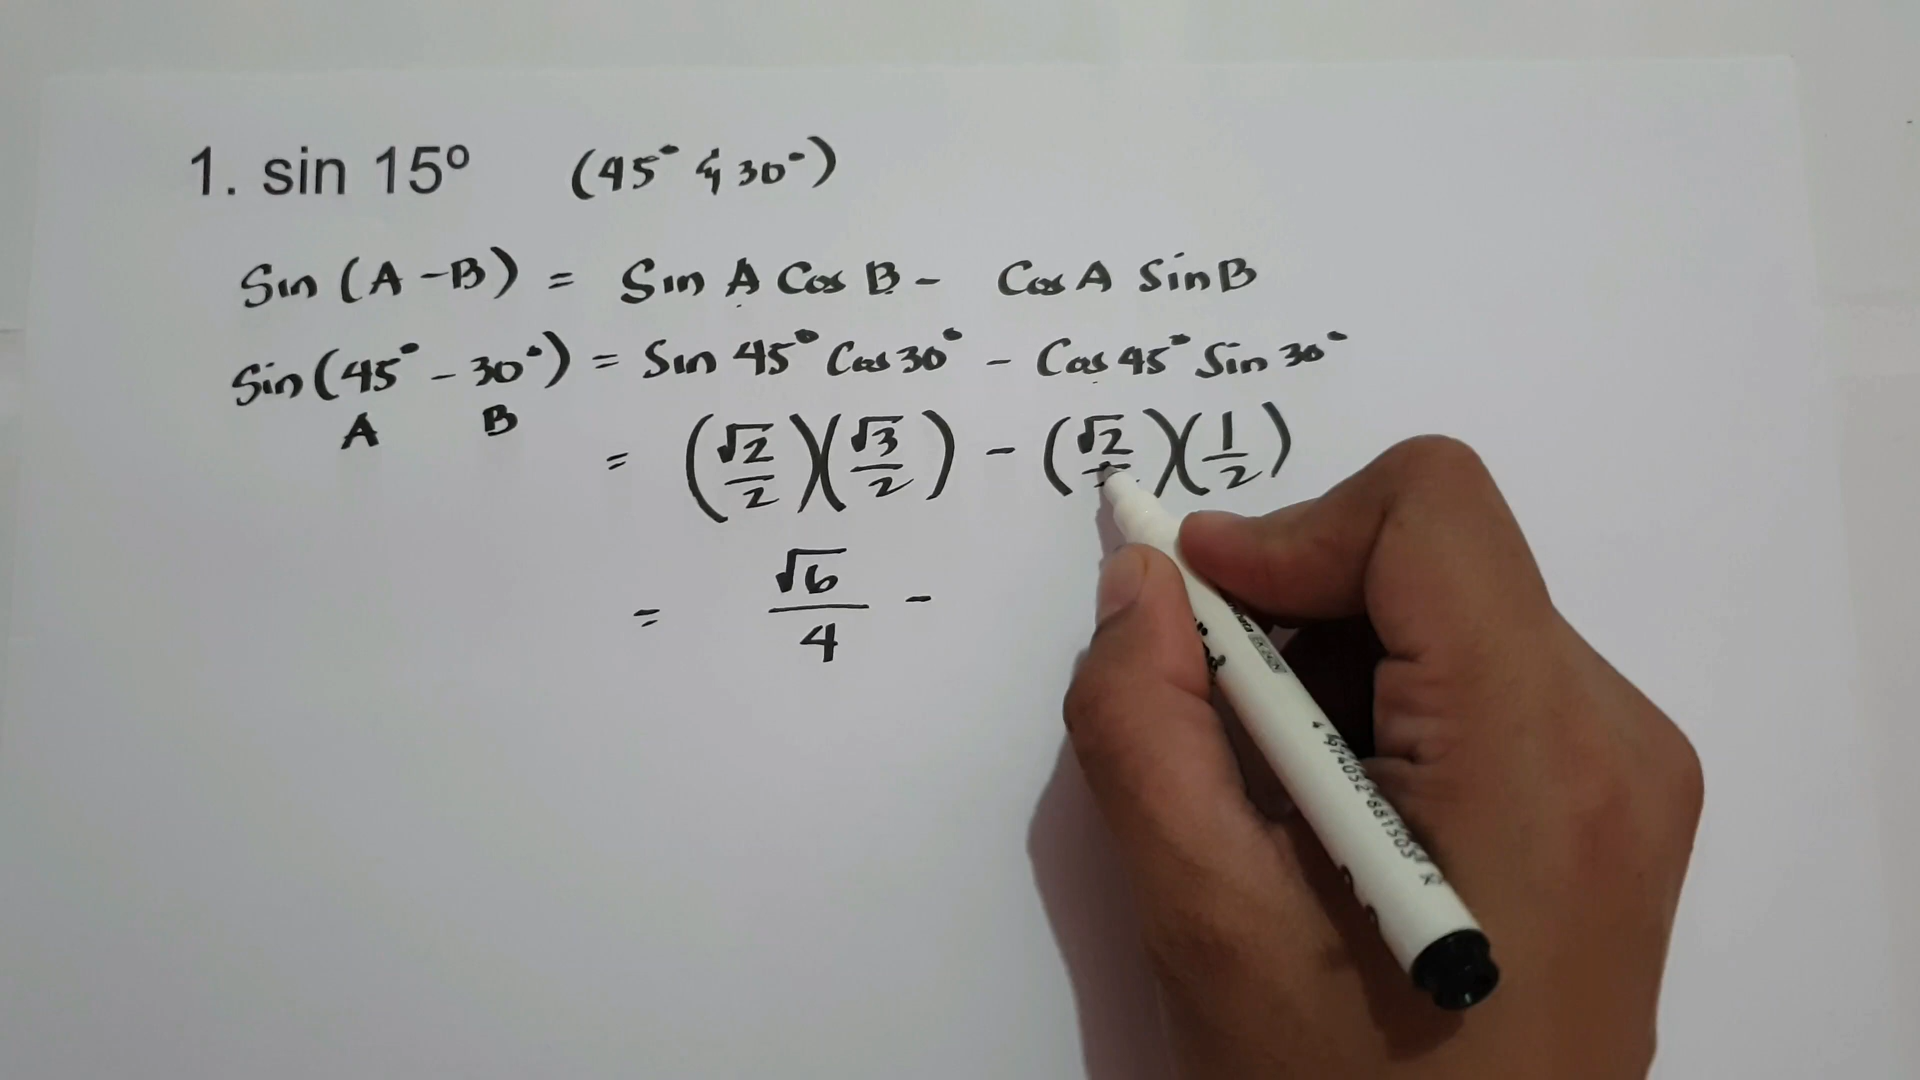 1. sin 15º (45° & 30°)
Sin (A - B) = Sin A Cos B - Cos A Sin B
Sin (45° - 30°) = Sin 45° Cos 30° - Cos 45° Sin 30°
A B
= (√2/2)(√3/2) - (√2/2)(1/2)
= √6/4 -